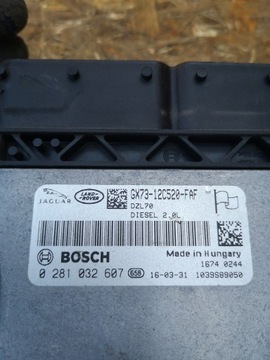 JAGUAR
LAND-
ROVER
GX73-12C520-FAF
DZL70
DIESEL 2.0L
BOSCH
Made in Hungary
1674 0244
0 281 032 607 658 16-03-31 1039S89050